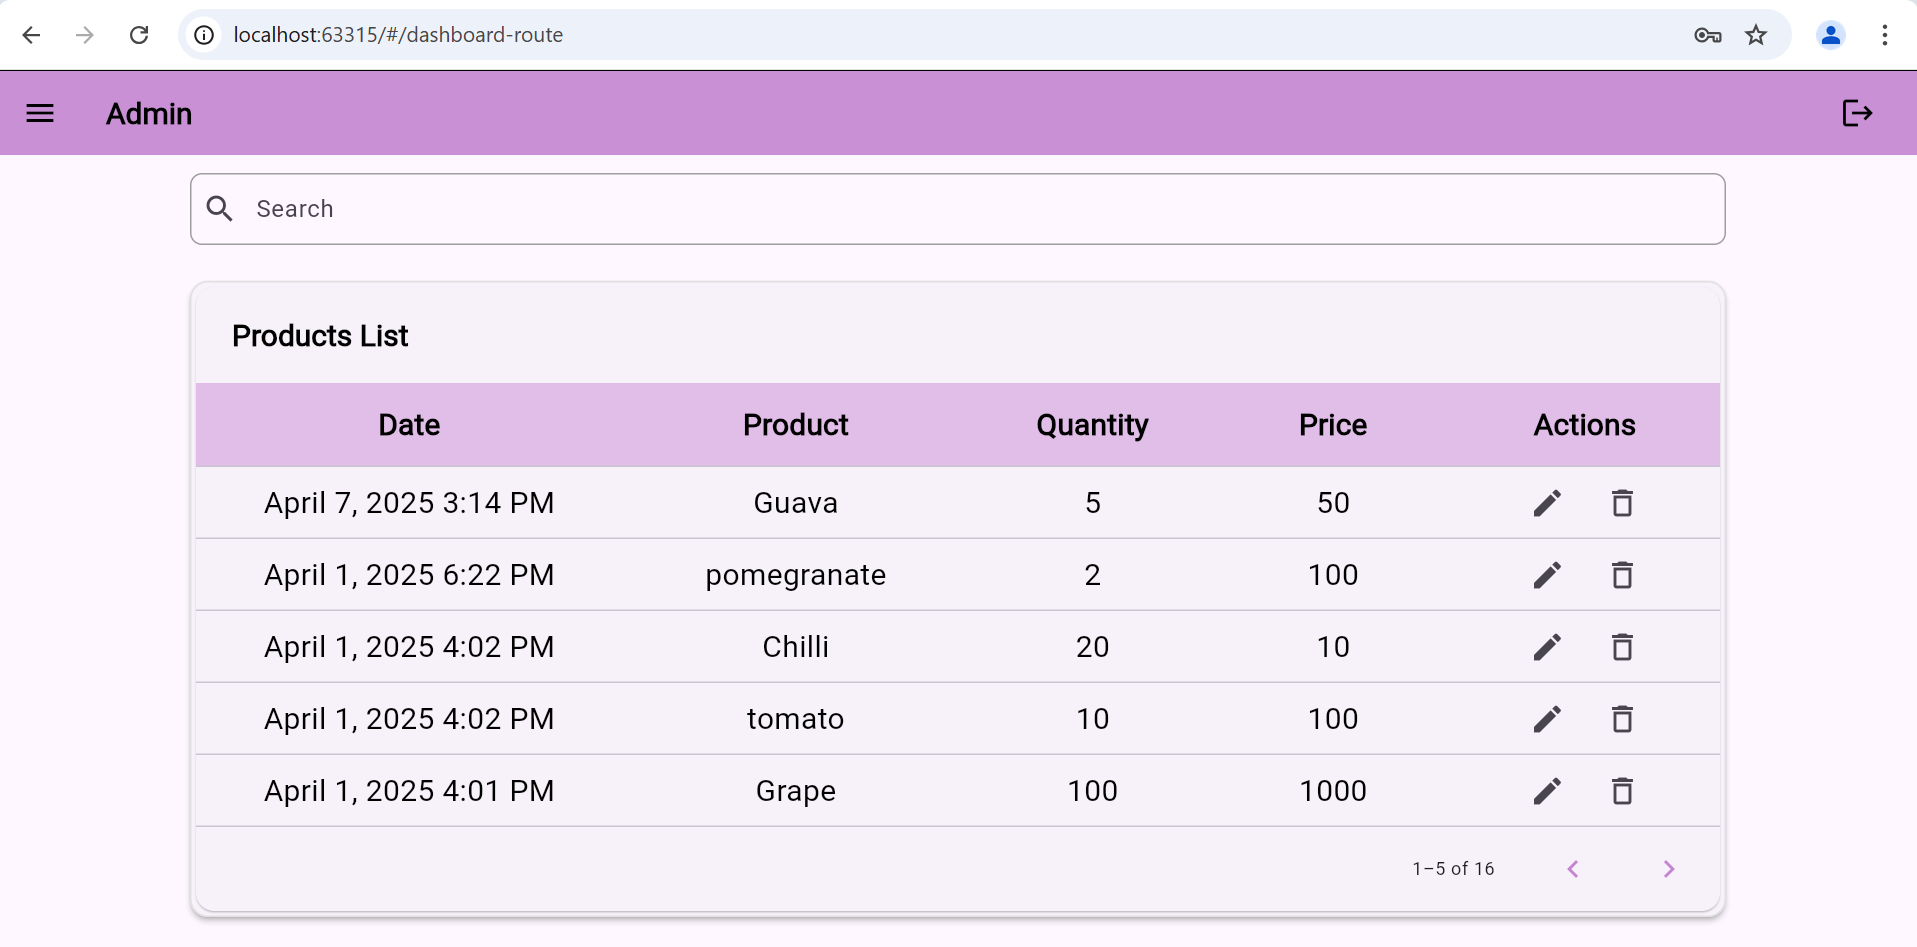 localhost:63315/#/dashboard-route
Admin
Search
Products List
Date Product Quantity Price Actions
April 7, 2025 3:14 PM Guava 5 50
April 1, 2025 6:22 PM pomegranate 2 100
April 1, 2025 4:02 PM Chilli 20 10
April 1, 2025 4:02 PM tomato 10 100
April 1, 2025 4:01 PM Grape 100 1000
1–5 of 16